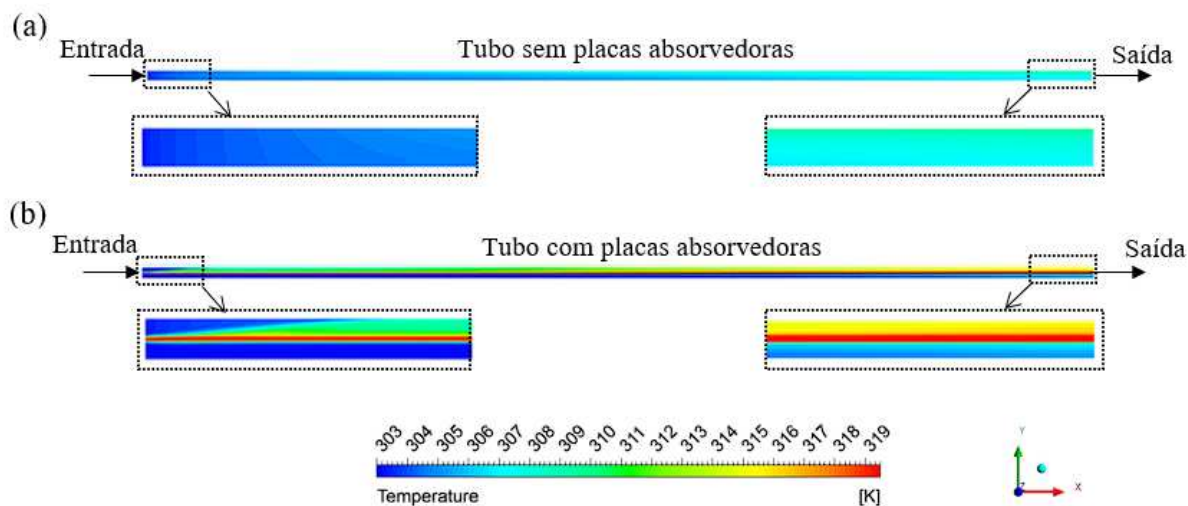 (a)
Entrada
Tubo sem placas absorvedoras
Saída
(b)
Entrada
Tubo com placas absorvedoras
Saída
303 304 305 306 307 308 309 310 311 312 313 314 315 316 317 318 319
Temperature [K]
Y
Z
X